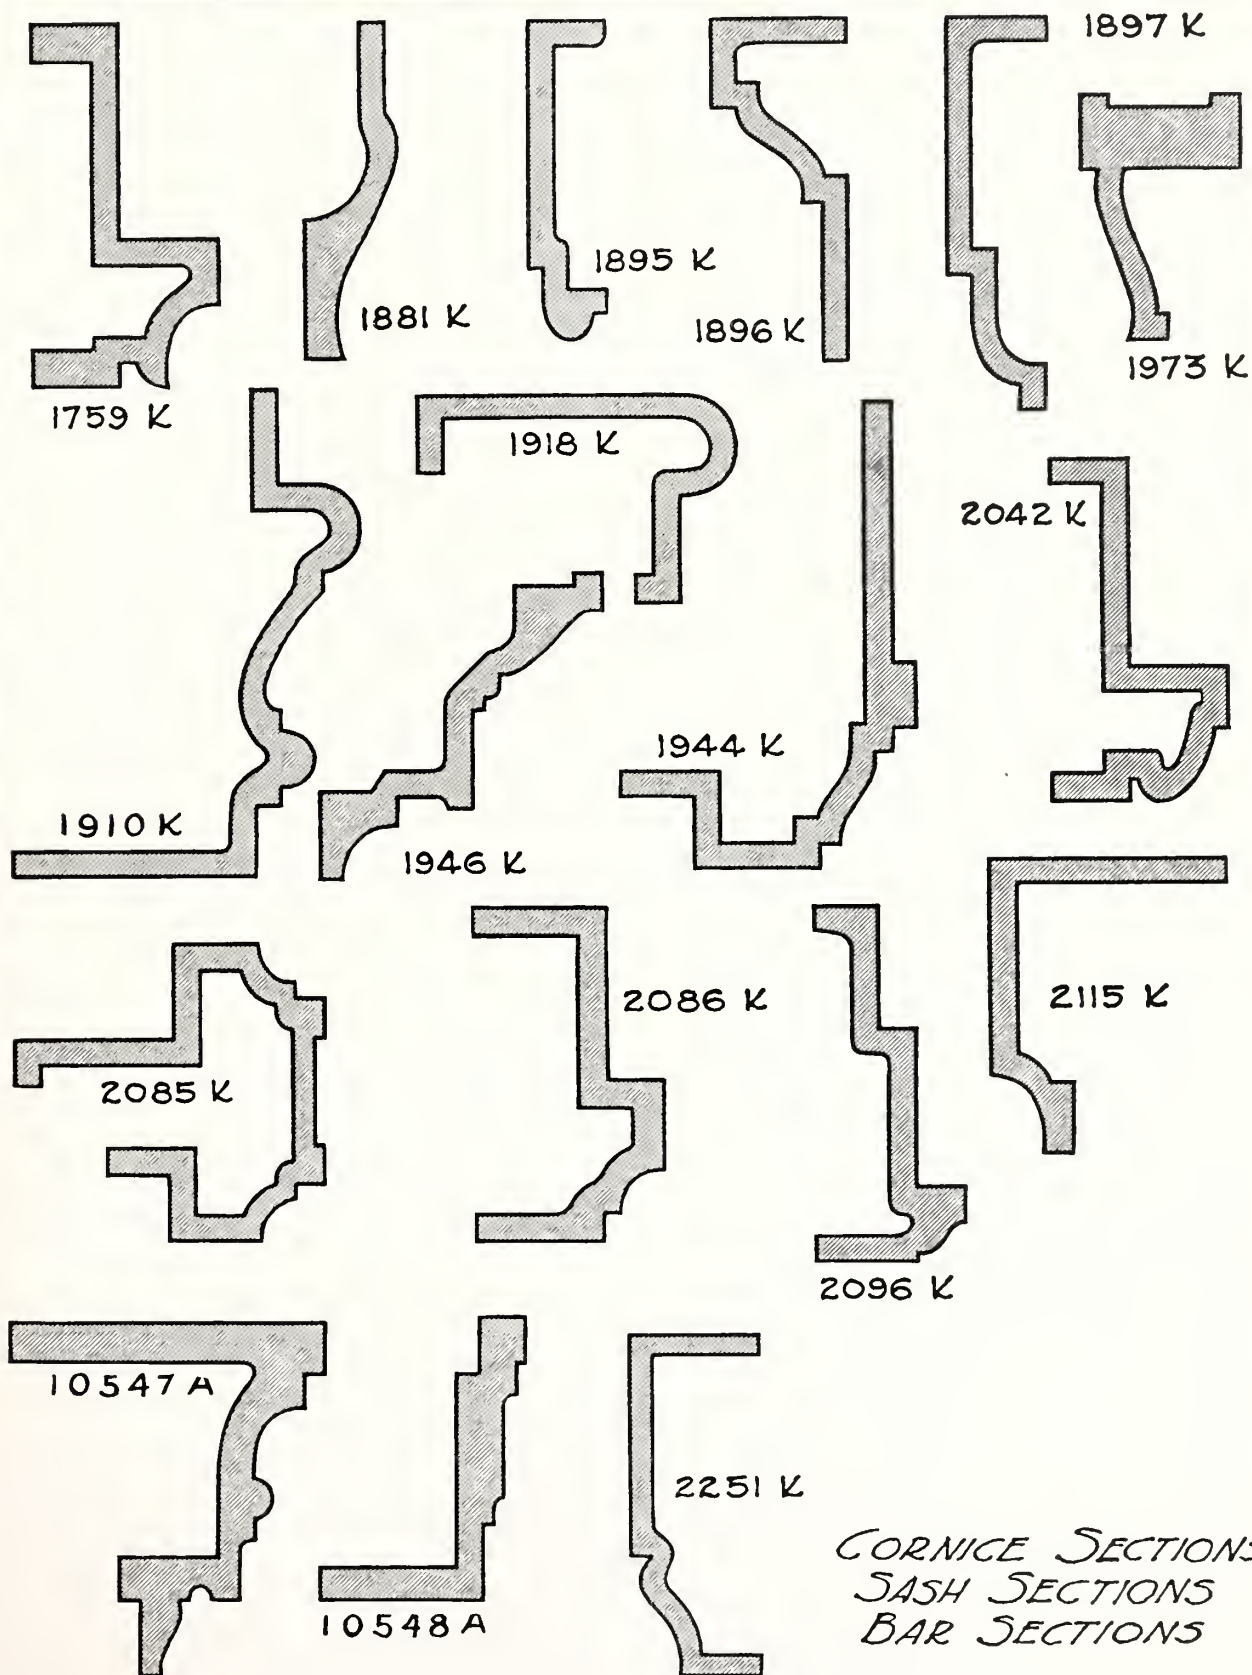 1897 K
1895 K
1881 K
1896 K
1973 K
1759 K
1918 K
2042 K
1944 K
1910 K
1946 K
2086 K
2115 K
2085 K
2096 K
10547 A
2251 K
10548 A
CORNICE SECTIONS
SASH SECTIONS
BAR SECTIONS